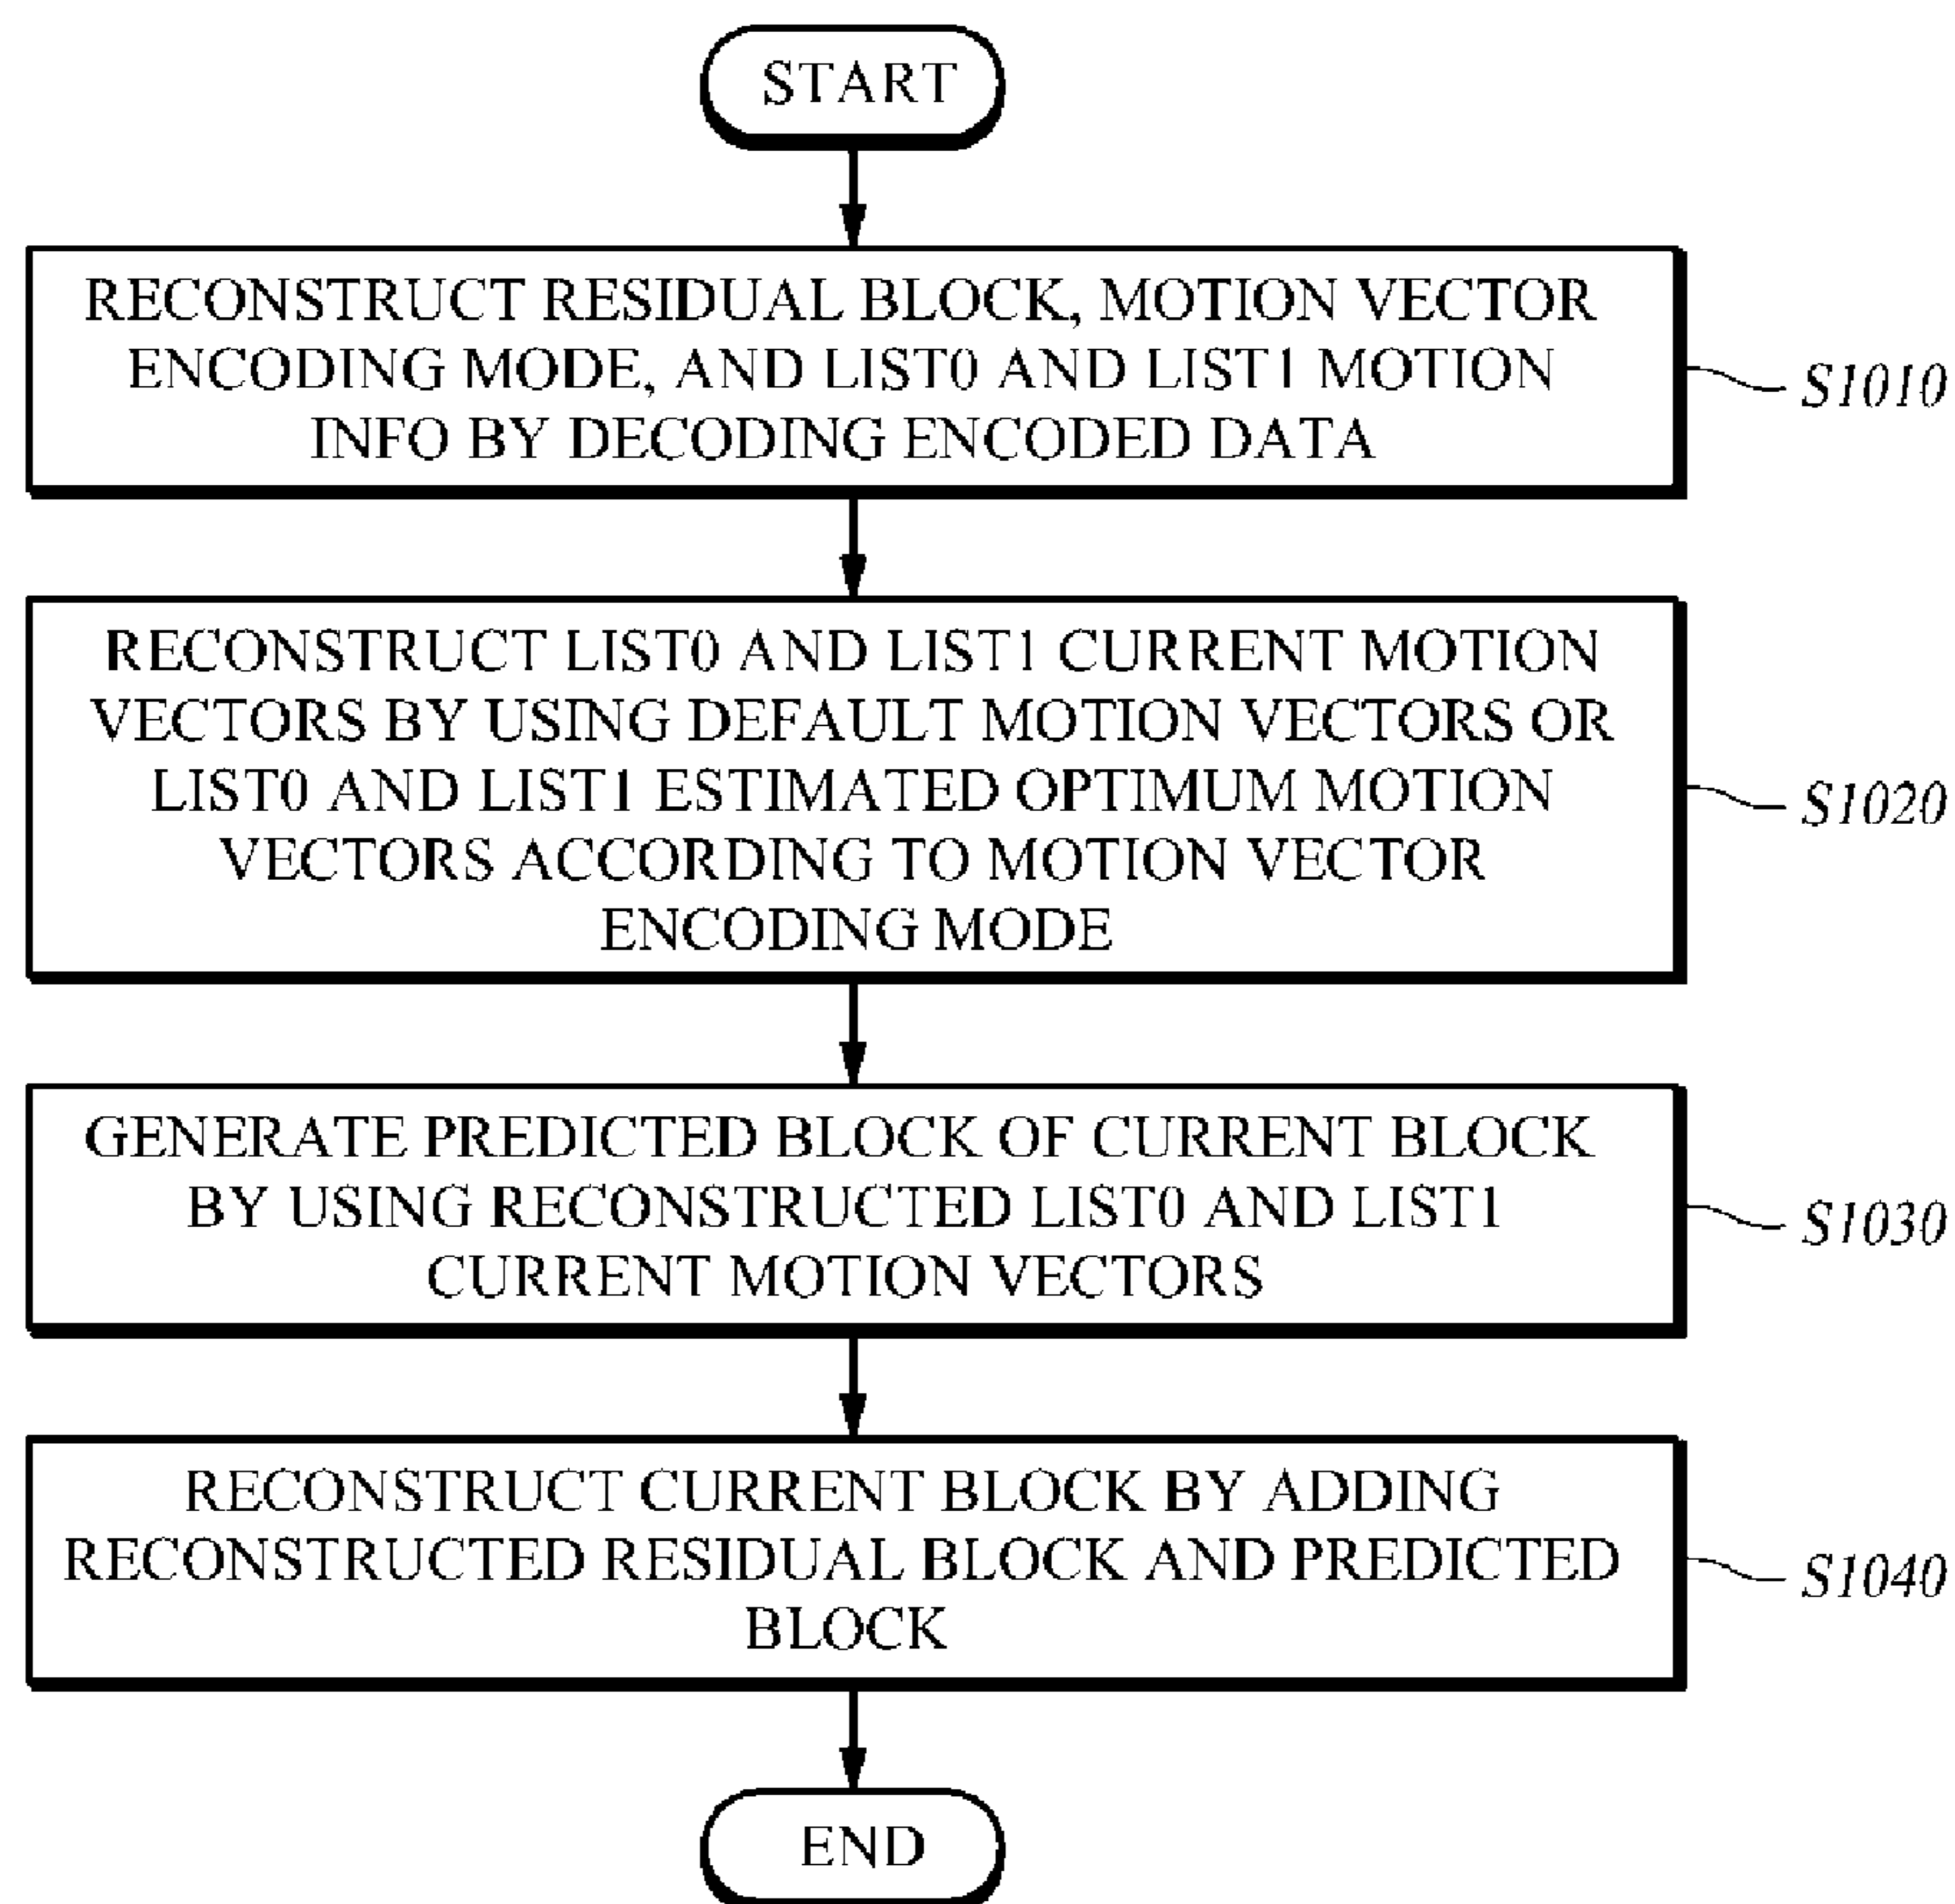 START
RECONSTRUCT RESIDUAL BLOCK, MOTION VECTOR
ENCODING MODE, AND LIST0 AND LIST1 MOTION
INFO BY DECODING ENCODED DATA
S1010
RECONSTRUCT LIST0 AND LIST1 CURRENT MOTION
VECTORS BY USING DEFAULT MOTION VECTORS OR
LIST0 AND LIST1 ESTIMATED OPTIMUM MOTION
VECTORS ACCORDING TO MOTION VECTOR
ENCODING MODE
S1020
GENERATE PREDICTED BLOCK OF CURRENT BLOCK
BY USING RECONSTRUCTED LIST0 AND LIST1
CURRENT MOTION VECTORS
S1030
RECONSTRUCT CURRENT BLOCK BY ADDING
RECONSTRUCTED RESIDUAL BLOCK AND PREDICTED
BLOCK
S1040
END